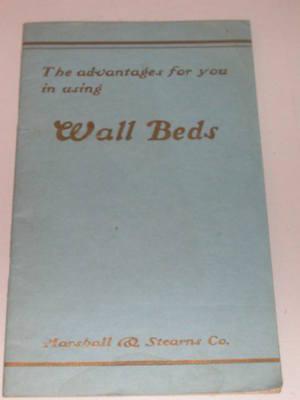 The advantages for you
in using
Wall Beds
Marshall & Stearns Co.